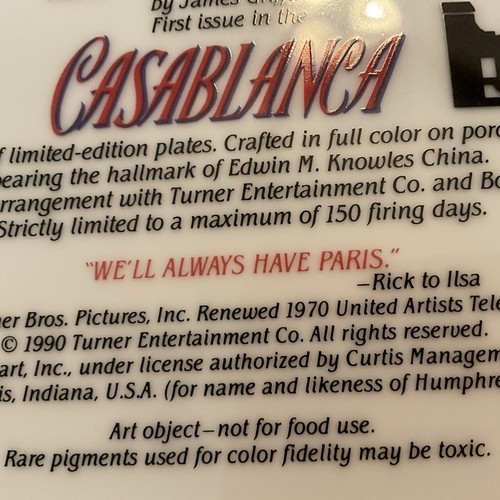 by James
First issue in the
CASABLANCA
f limited-edition plates. Crafted in full color on porc
bearing the hallmark of Edwin M. Knowles China.
rrangement with Turner Entertainment Co. and Bo
Strictly limited to a maximum of 150 firing days.
"WE'LL ALWAYS HAVE PARIS."
—Rick to Ilsa
ner Bros. Pictures, Inc. Renewed 1970 United Artists Tele
© 1990 Turner Entertainment Co. All rights reserved.
art, Inc., under license authorized by Curtis Managem
is, Indiana, U.S.A. (for name and likeness of Humphre
Art object—not for food use.
Rare pigments used for color fidelity may be toxic.